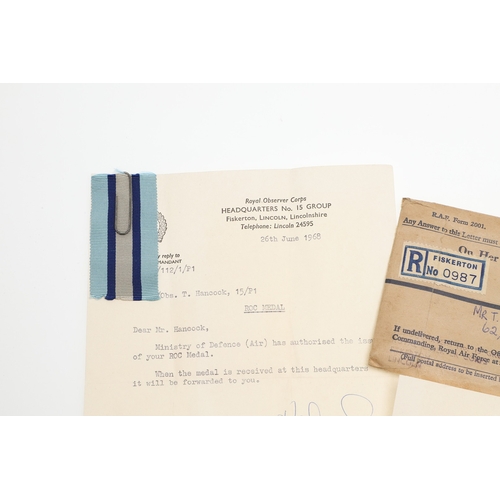 Royal Observer Corps
HEADQUARTERS No. 15 GROUP
Fiskerton, LINCOLN, Lincolnshire
Telephone: Lincoln 24595
26th June 1968
reply to
MANDANT
/112/1/P1
T. Hancock, 15/P1
ROC MEDAL
Dear Mr. Hancock,
Ministry of Defence (Air) has authorised the
of your ROC Medal.
When the medal is received at this headquarters
it will be forwarded to you.
R.A.F. Form 2001.
Any Answer to this Letter must
On Her
FISKERTON
R No 0987
MR T.
62,
If undelivered, return to the
Commanding, Royal Air Force at
(Full postal address to be inserted